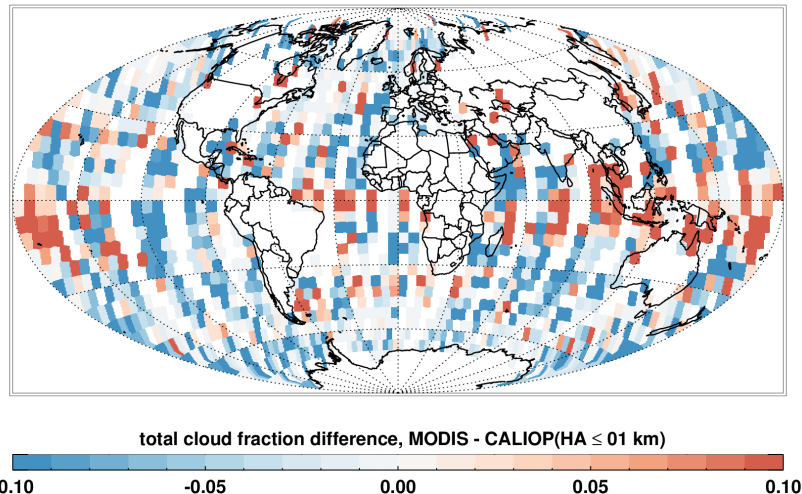 total cloud fraction difference, MODIS - CALIOP(HA ≤ 01 km)
0.10 -0.05 0.00 0.05 0.10